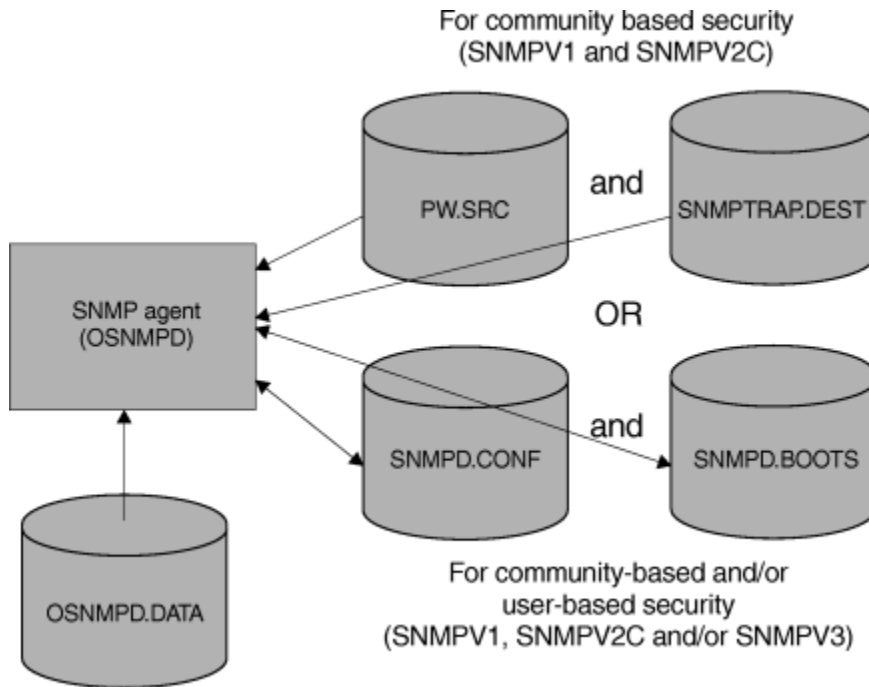 For community based security
(SNMPV1 and SNMPV2C)
PW.SRC
and
SNMPTRAP.DEST
SNMP agent
(OSNMPD)
OR
SNMPD.CONF
and
SNMPD.BOOTS
OSNMPD.DATA
For community-based and/or
user-based security
(SNMPV1, SNMPV2C and/or SNMPV3)